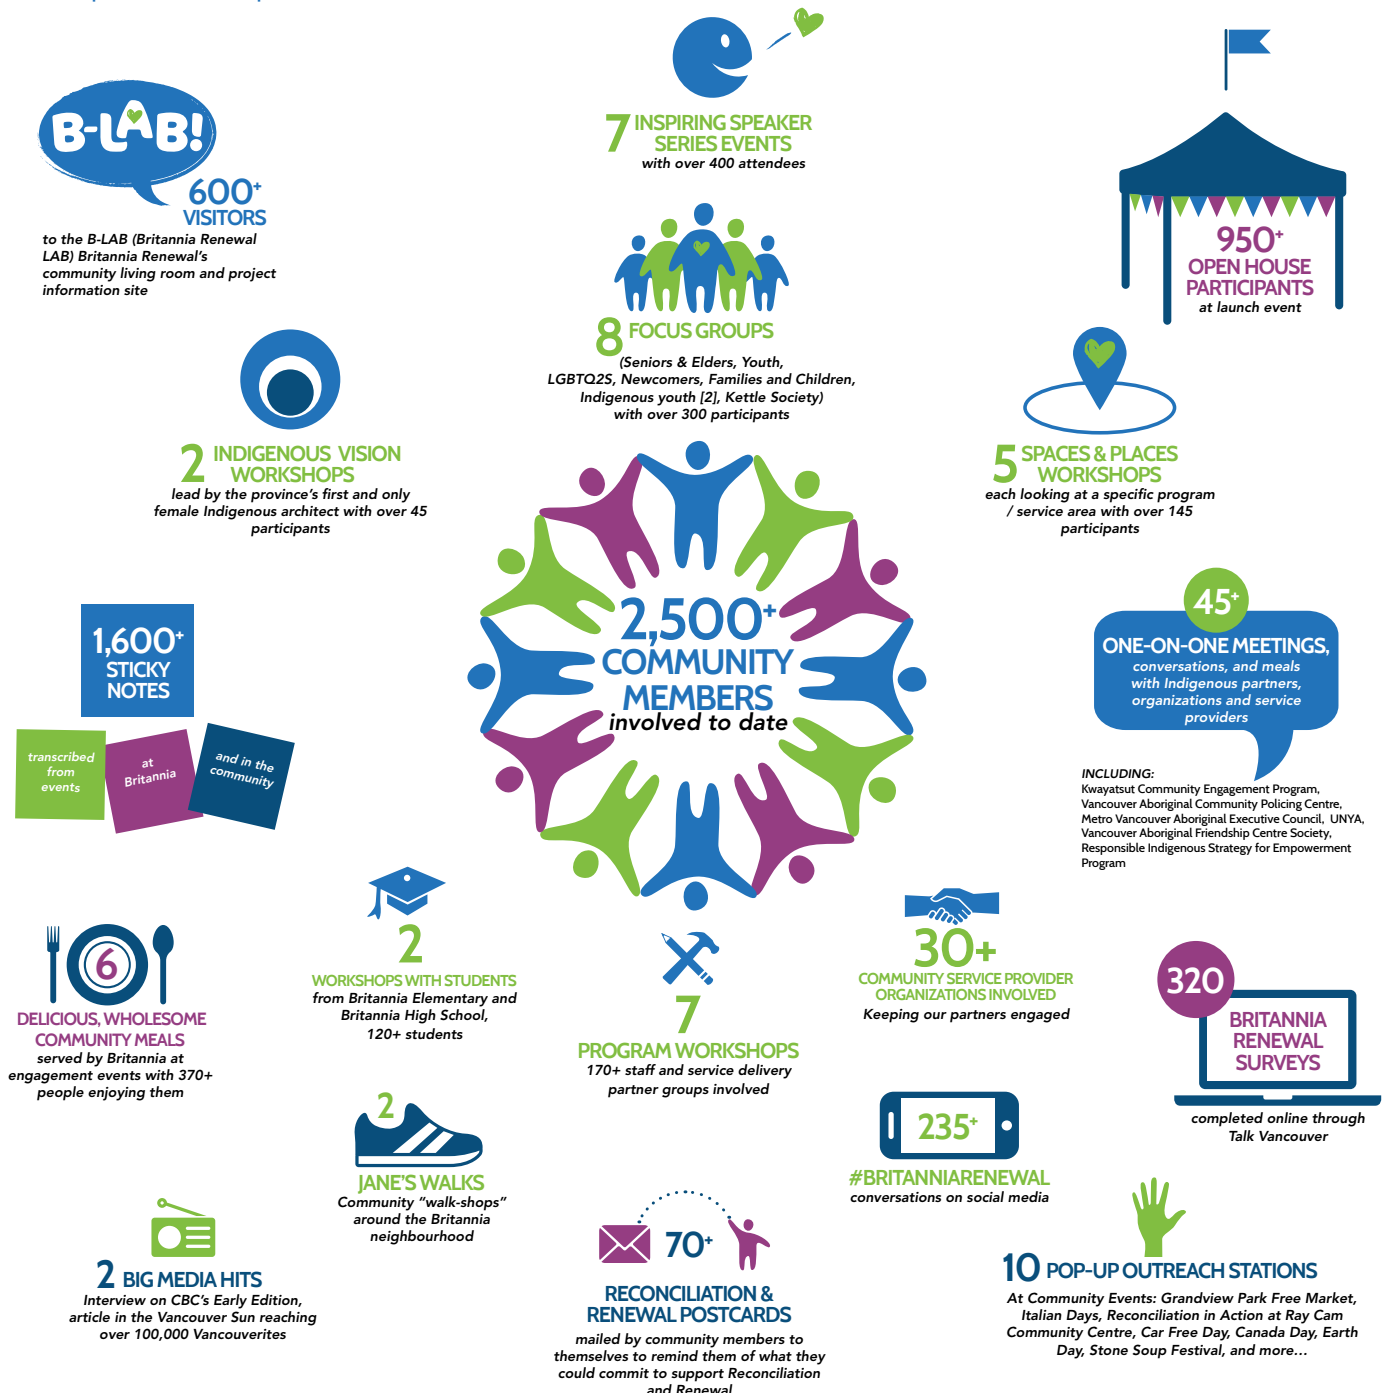 B-LAB!
600+
VISITORS
to the B-LAB (Britannia Renewal
LAB) Britannia Renewal's
community living room and project
information site
7 INSPIRING SPEAKER
SERIES EVENTS
with over 400 attendees
950+
OPEN HOUSE
PARTICIPANTS
at launch event
8 FOCUS GROUPS
(Seniors & Elders, Youth,
LGBTQ2S, Newcomers, Families and Children,
Indigenous youth [2], Kettle Society)
with over 300 participants
2 INDIGENOUS VISION
WORKSHOPS
lead by the province's first and only
female Indigenous architect with over 45
participants
5 SPACES & PLACES
WORKSHOPS
each looking at a specific program
/ service area with over 145
participants
2,500+
COMMUNITY
MEMBERS
involved to date
1,600+
STICKY
NOTES
transcribed
from
events
at
Britannia
and in the
community
45+
ONE-ON-ONE MEETINGS,
conversations, and meals
with Indigenous partners,
organizations and service
providers
INCLUDING:
Kwayatsut Community Engagement Program,
Vancouver Aboriginal Community Policing Centre,
Metro Vancouver Aboriginal Executive Council, UNYA,
Vancouver Aboriginal Friendship Centre Society,
Responsible Indigenous Strategy for Empowerment
Program
6
DELICIOUS, WHOLESOME
COMMUNITY MEALS
served by Britannia at
engagement events with 370+
people enjoying them
2
WORKSHOPS WITH STUDENTS
from Britannia Elementary and
Britannia High School,
120+ students
7
PROGRAM WORKSHOPS
170+ staff and service delivery
partner groups involved
30+
COMMUNITY SERVICE PROVIDER
ORGANIZATIONS INVOLVED
Keeping our partners engaged
320
BRITANNIA
RENEWAL
SURVEYS
completed online through
Talk Vancouver
2
JANE'S WALKS
Community "walk-shops"
around the Britannia
neighbourhood
235+
#BRITANNIARENEWAL
conversations on social media
2 BIG MEDIA HITS
Interview on CBC's Early Edition,
article in the Vancouver Sun reaching
over 100,000 Vancouverites
70+
RECONCILIATION &
RENEWAL POSTCARDS
mailed by community members to
themselves to remind them of what they
could commit to support Reconciliation
and Renewal
10 POP-UP OUTREACH STATIONS
At Community Events: Grandview Park Free Market,
Italian Days, Reconciliation in Action at Ray Cam
Community Centre, Car Free Day, Canada Day, Earth
Day, Stone Soup Festival, and more...